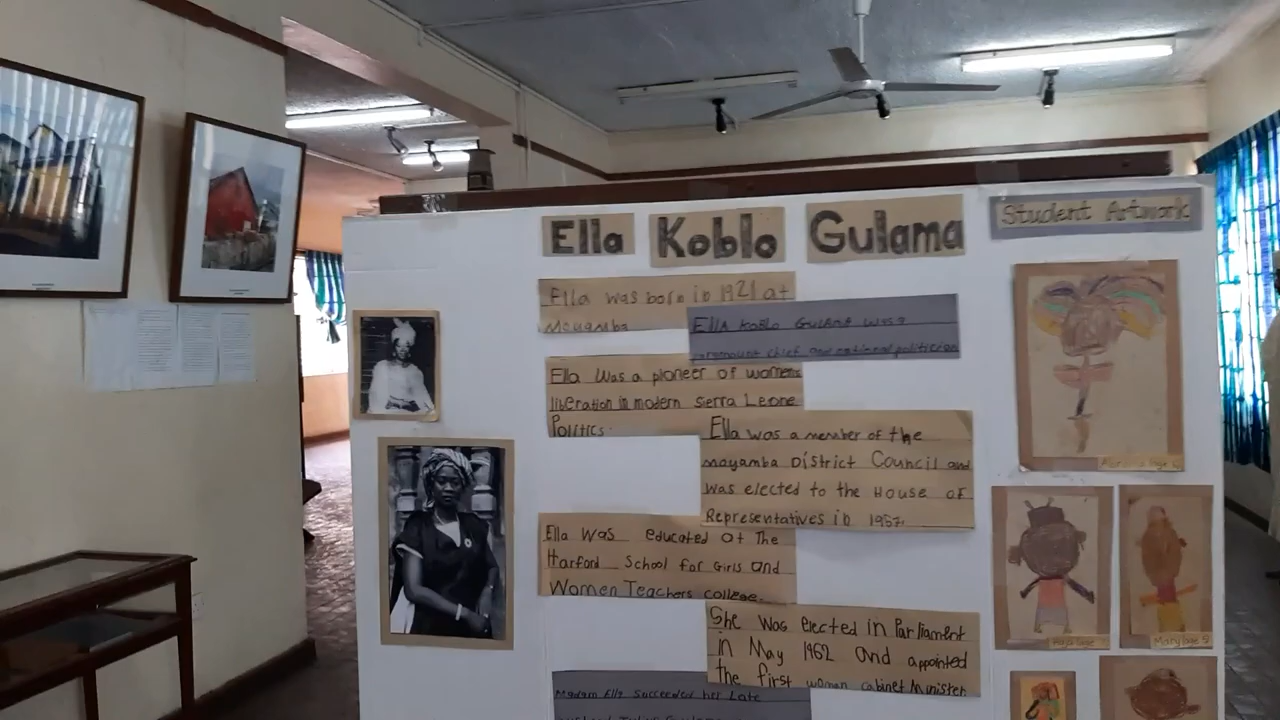 Ella Koblo Gulama
Student Artwork
Ella was born in 1921 at
Moyamba
Ella Koblo Gulama was a
paramount chief and national politician
Ella was a pioneer of womens
liberation in modern Sierra Leone
Politics.
Ella was a member of the
moyamba District Council and
was elected to the House of
Representatives in 1957.
Ella was educated at The
Harford School for Girls and
Women Teachers college.
She was elected in Parliament
in May 1962 and appointed
the first woman cabinet Minister
Madam Ella succeeded her Late